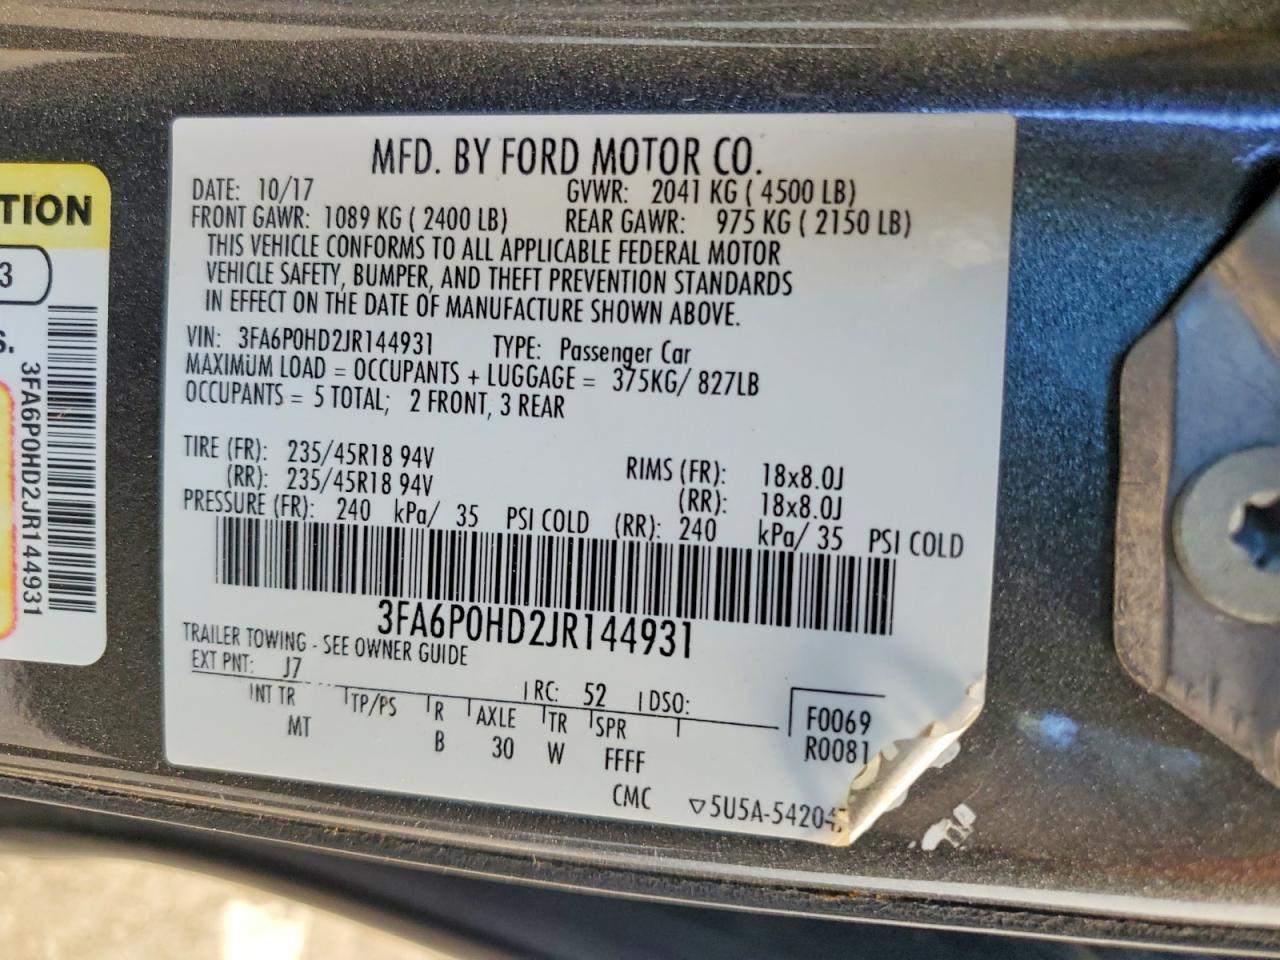 MFD. BY FORD MOTOR CO.
DATE: 10/17 GVWR: 2041 KG ( 4500 LB)
FRONT GAWR: 1089 KG ( 2400 LB) REAR GAWR: 975 KG ( 2150 LB)
THIS VEHICLE CONFORMS TO ALL APPLICABLE FEDERAL MOTOR
VEHICLE SAFETY, BUMPER, AND THEFT PREVENTION STANDARDS
IN EFFECT ON THE DATE OF MANUFACTURE SHOWN ABOVE.
VIN: 3FA6P0HD2JR144931 TYPE: Passenger Car
MAXIMUM LOAD = OCCUPANTS + LUGGAGE = 375KG/ 827LB
OCCUPANTS = 5 TOTAL; 2 FRONT, 3 REAR
TIRE (FR): 235/45R18 94V RIMS (FR): 18x8.0J
(RR): 235/45R18 94V (RR): 18x8.0J
PRESSURE (FR): 240 kPa/ 35 PSI COLD (RR): 240 kPa/ 35 PSI COLD
3FA6P0HD2JR144931
TRAILER TOWING - SEE OWNER GUIDE
EXT PNT: J7 RC: 52 DSO:
INT TR TP/PS R AXLE TR SPR F0069
MT B 30 W FFFF R0081
CMC 5U5A-54204
TION
3
S.
3FA6P0HD2JR144931